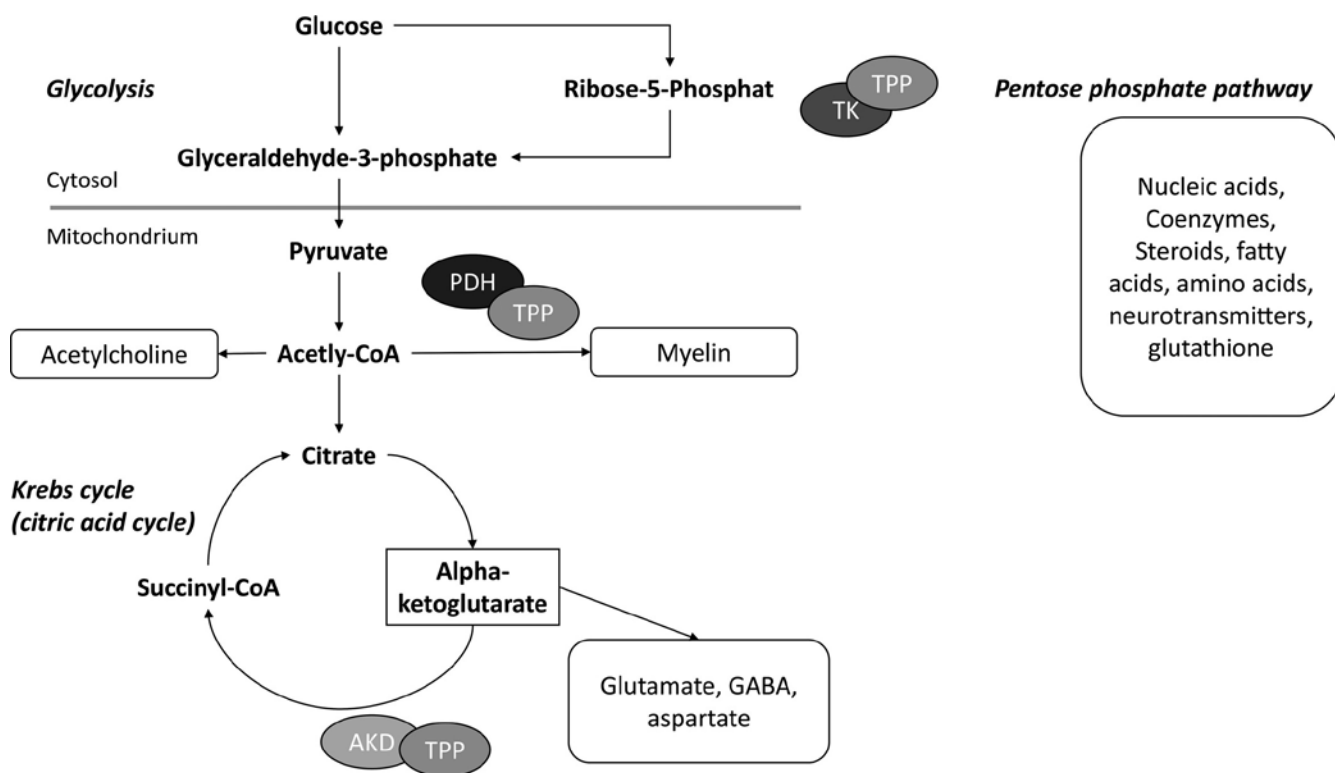 Glucose
Glycolysis
Ribose-5-Phosphat
TPP
TK
Pentose phosphate pathway
Glyceraldehyde-3-phosphate
Cytosol
Mitochondrium
Nucleic acids,
Coenzymes,
Steroids, fatty
acids, amino acids,
neurotransmitters,
glutathione
Pyruvate
PDH
TPP
Acetylcholine
Acetly-CoA
Myelin
Citrate
Krebs cycle
(citric acid cycle)
Succinyl-CoA
Alpha-
ketoglutarate
Glutamate, GABA,
aspartate
AKD
TPP